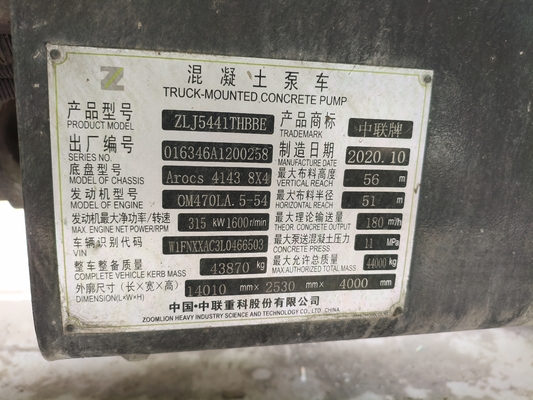 混凝土泵车
TRUCK-MOUNTED CONCRETE PUMP
产品型号 ZLJ5441THBBE 产品商标 中联牌
PRODUCT MODEL TRADEMARK
出厂编号 016346A1200258 制造日期 2020.10
SERIES NO. MANUFACTURE DATE
底盘型号 Arocs 4143 8X4 最大布料高度 56 m
MODEL OF CHASSIS VERTICAL REACH
发动机型号 OM470LA.5-54 最大布料半径 51 m
MODEL OF ENGINE HORIZONTAL REACH
发动机最大净功率/转速 315 kW 1600 r/min 最大理论输送量 180 m³/h
MAX. ENGINE NET POWER/RPM THEOR. CONCRETE OUTPUT
车辆识别代码 W1FNXXAC3L0466503 最大泵送混凝土压力 11 MPa
VIN CONCRETE PRESSURE
整车整备质量 43870 kg 最大允许总质量 44000 kg
COMPLETE VEHICLE KERB MASS MAX.AUTHORIZED TOTAL MASS
外廓尺寸(长×宽×高) 14010 mm× 2530 mm× 4000 mm
DIMENSION(L×W×H)
中国·中联重科股份有限公司
ZOOMLION HEAVY INDUSTRY SCIENCE AND TECHNOLOGY CO., LTD. CHINA